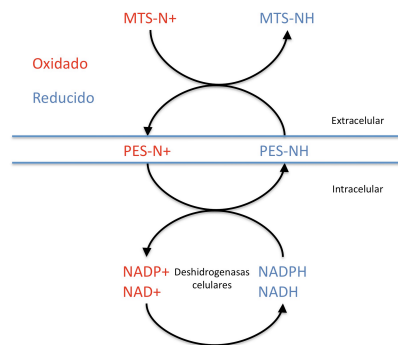 MTS-N+ MTS-NH
Oxidado
Reducido
Extracelular
PES-N+ PES-NH
Intracelular
NADP+ Deshidrogenasas NADPH
NAD+ celulares NADH